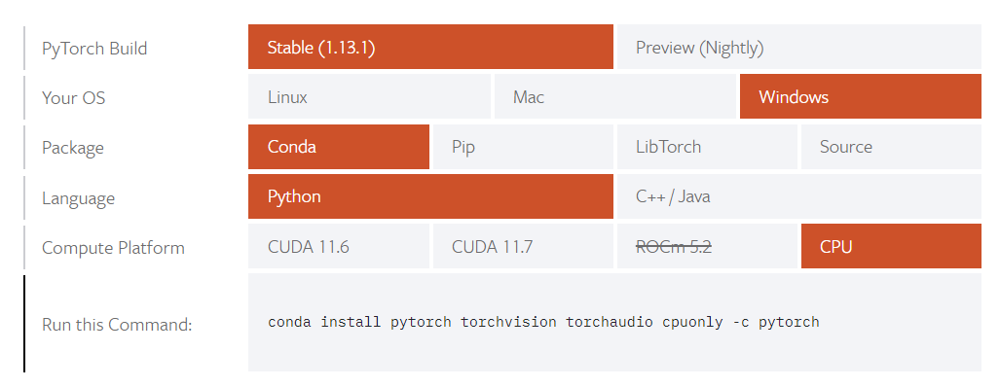 PyTorch Build Stable (1.13.1) Preview (Nightly)
Your OS Linux Mac Windows
Package Conda Pip LibTorch Source
Language Python C++ / Java
Compute Platform CUDA 11.6 CUDA 11.7 ROCm 5.2 CPU
Run this Command: conda install pytorch torchvision torchaudio cpuonly -c pytorch